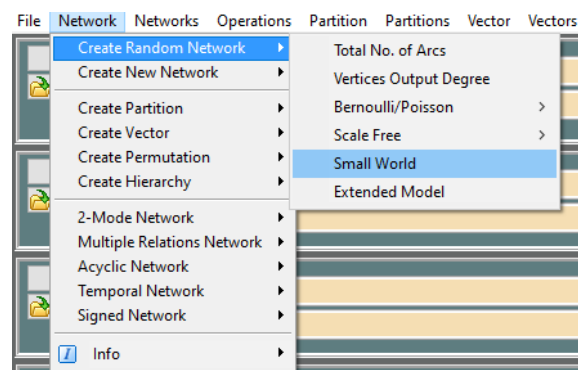 File Network Networks Operations Partition Partitions Vector Vectors
Create Random Network
Create New Network
Create Partition
Create Vector
Create Permutation
Create Hierarchy
2-Mode Network
Multiple Relations Network
Acyclic Network
Temporal Network
Signed Network
Info
Total No. of Arcs
Vertices Output Degree
Bernoulli/Poisson
Scale Free
Small World
Extended Model